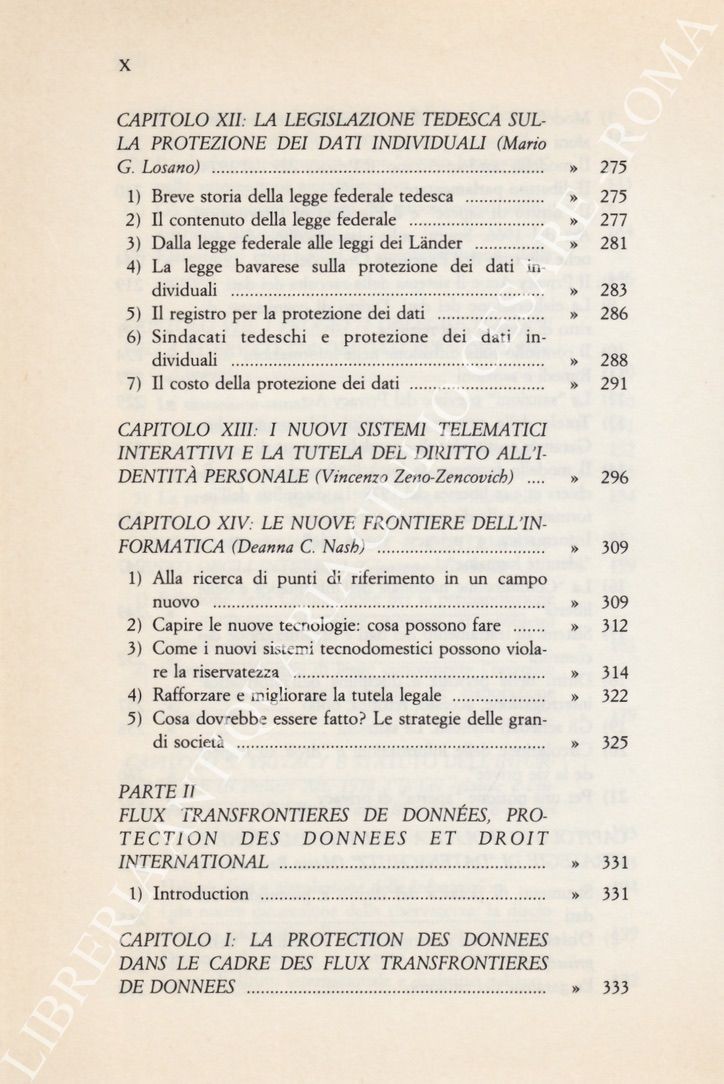 X
CAPITOLO XII: LA LEGISLAZIONE TEDESCA SUL-
LA PROTEZIONE DEI DATI INDIVIDUALI (Mario
G. Losano) .................................................................. » 275
1) Breve storia della legge federale tedesca ................. » 275
2) Il contenuto della legge federale ........................... » 277
3) Dalla legge federale alle leggi dei Länder .............. » 281
4) La legge bavarese sulla protezione dei dati in-
dividuali .............................................................. » 283
5) Il registro per la protezione dei dati ..................... » 286
6) Sindacati tedeschi e protezione dei dati in-
dividuali .............................................................. » 288
7) Il costo della protezione dei dati ........................... » 291
CAPITOLO XIII: I NUOVI SISTEMI TELEMATICI
INTERATTIVI E LA TUTELA DEL DIRITTO ALL'I-
DENTITÀ PERSONALE (Vincenzo Zeno-Zencovich) .... » 296
CAPITOLO XIV: LE NUOVE FRONTIERE DELL'IN-
FORMATICA (Deanna C. Nash) ................................. » 309
1) Alla ricerca di punti di riferimento in un campo
nuovo .................................................................. » 309
2) Capire le nuove tecnologie: cosa possono fare ....... » 312
3) Come i nuovi sistemi tecnodomestici possono viola-
re la riservatezza .................................................. » 314
4) Rafforzare e migliorare la tutela legale ................... » 322
5) Cosa dovrebbe essere fatto? Le strategie delle gran-
di società ............................................................. » 325
PARTE II
FLUX TRANSFRONTIERES DE DONNÉES, PRO-
TECTION DES DONNEES ET DROIT
INTERNATIONAL ..................................................... » 331
1) Introduction ......................................................... » 331
CAPITOLO I: LA PROTECTION DES DONNEES
DANS LE CADRE DES FLUX TRANSFRONTIERES
DE DONNEES ........................................................... » 333
LIBRERIA ANTIQUARIA GIULIO CESARE ROMA